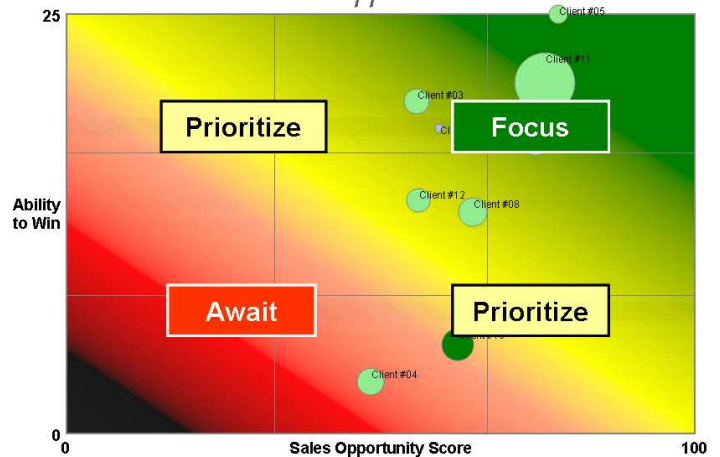 25
Client #05
Client #11
Client #03
Prioritize
Focus
Ability
to Win
Client #12
Client #08
Await
Prioritize
Client #04
0
0
Sales Opportunity Score
100